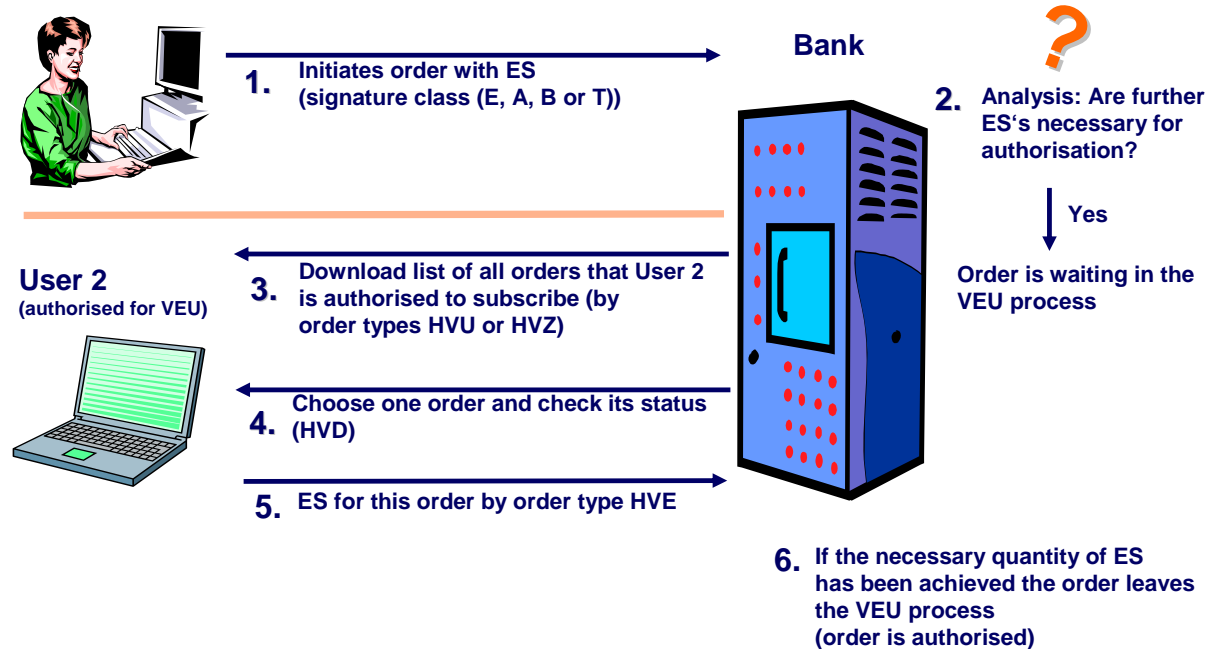 1. Initiates order with ES
(signature class (E, A, B or T))
Bank
?
2. Analysis: Are further
ES‘s necessary for
authorisation?
Yes
Order is waiting in the
VEU process
User 2
(authorised for VEU)
3. Download list of all orders that User 2
is authorised to subscribe (by
order types HVU or HVZ)
4. Choose one order and check its status
(HVD)
5. ES for this order by order type HVE
6. If the necessary quantity of ES
has been achieved the order leaves
the VEU process
(order is authorised)